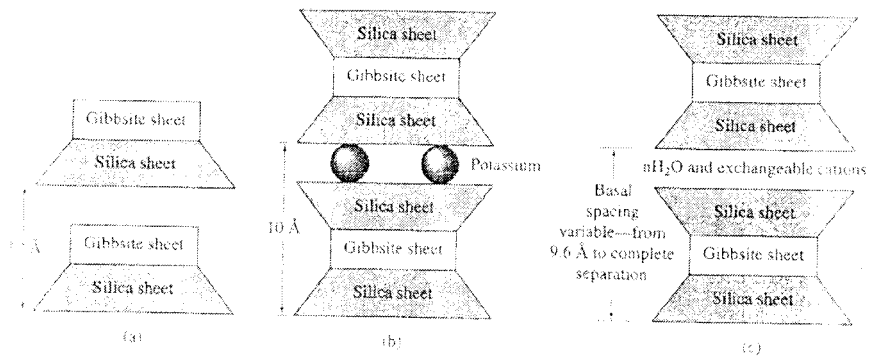 Gibbsite sheet
Silica sheet
Å
Gibbsite sheet
Silica sheet
(a)
Silica sheet
Gibbsite sheet
Silica sheet
Potassium
10 Å
Silica sheet
Gibbsite sheet
Silica sheet
(b)
Silica sheet
Gibbsite sheet
Silica sheet
nH₂O and exchangeable cations
Basal
spacing
variable—from
9.6 Å to complete
separation
Silica sheet
Gibbsite sheet
Silica sheet
(c)